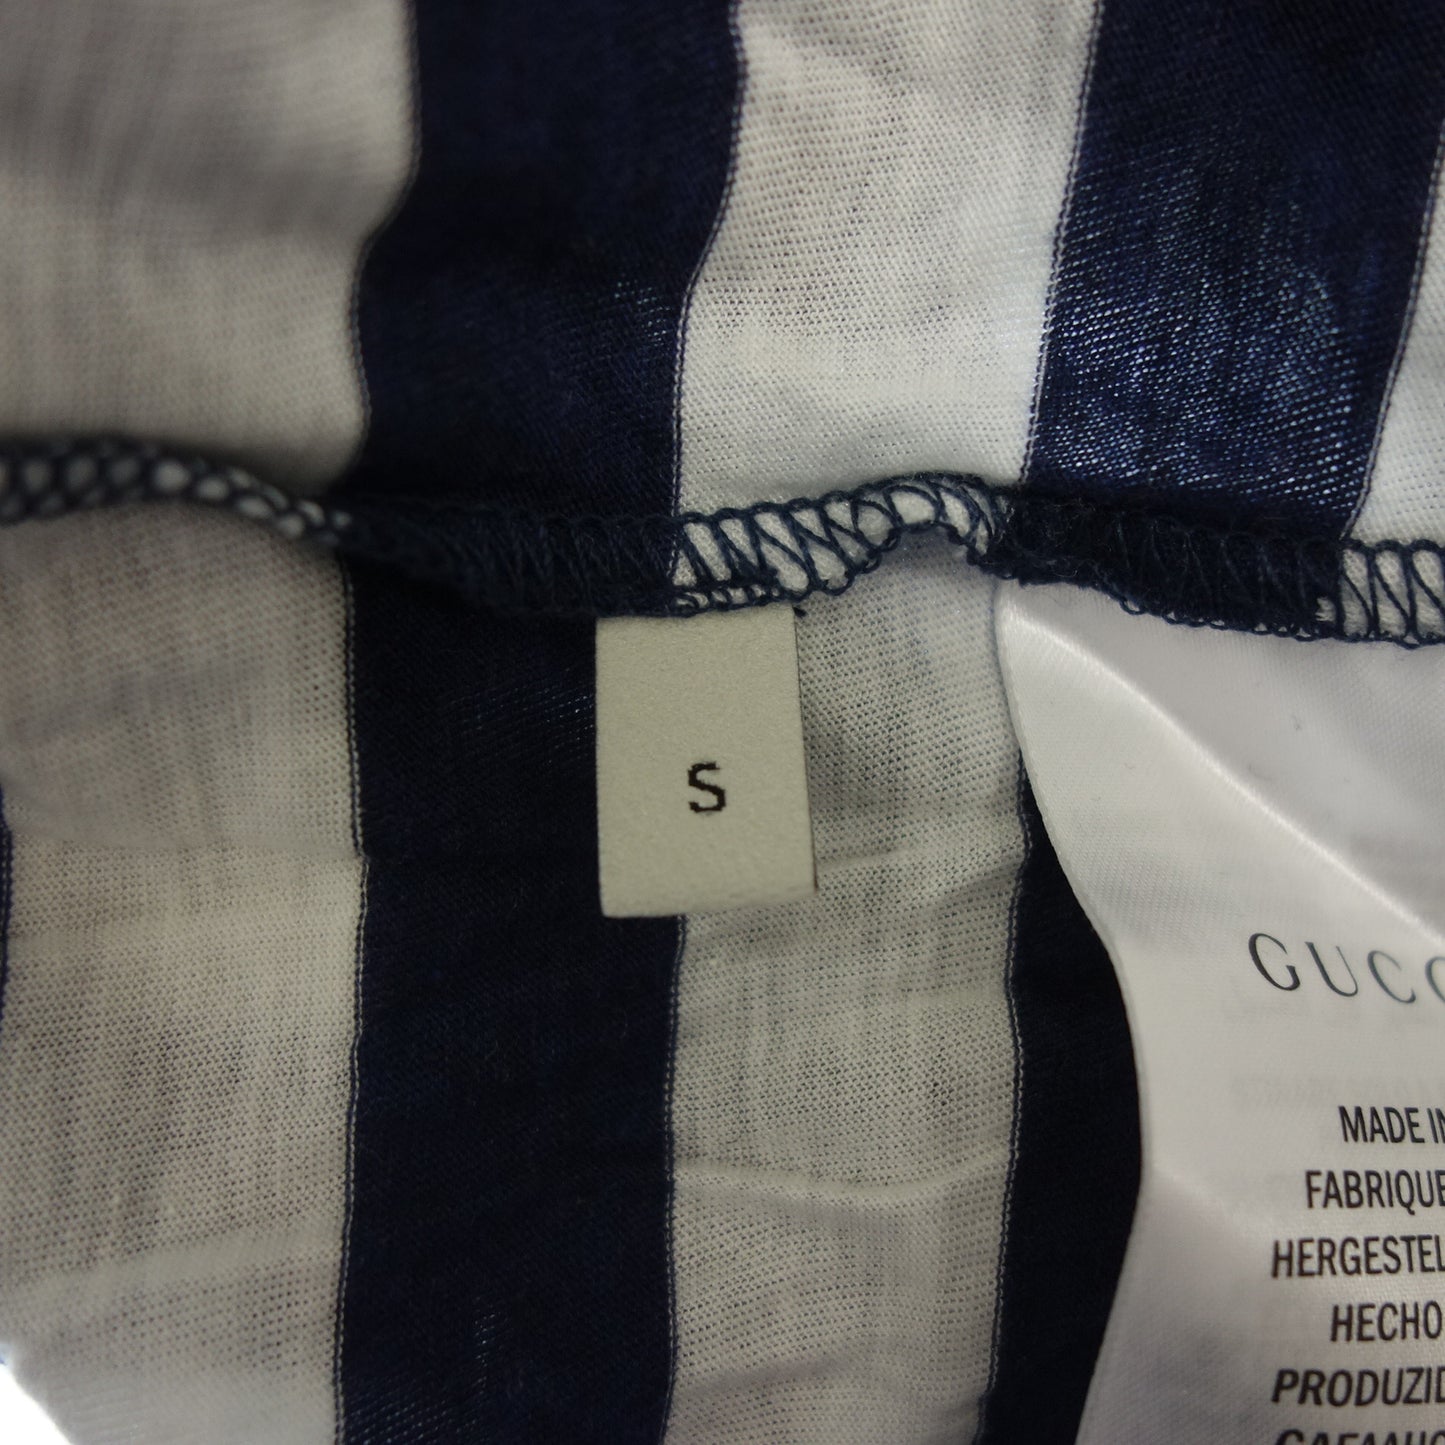 S
GUCC
MADE IN
FABRIQUE
HERGESTEL
HECHO
PRODUZID